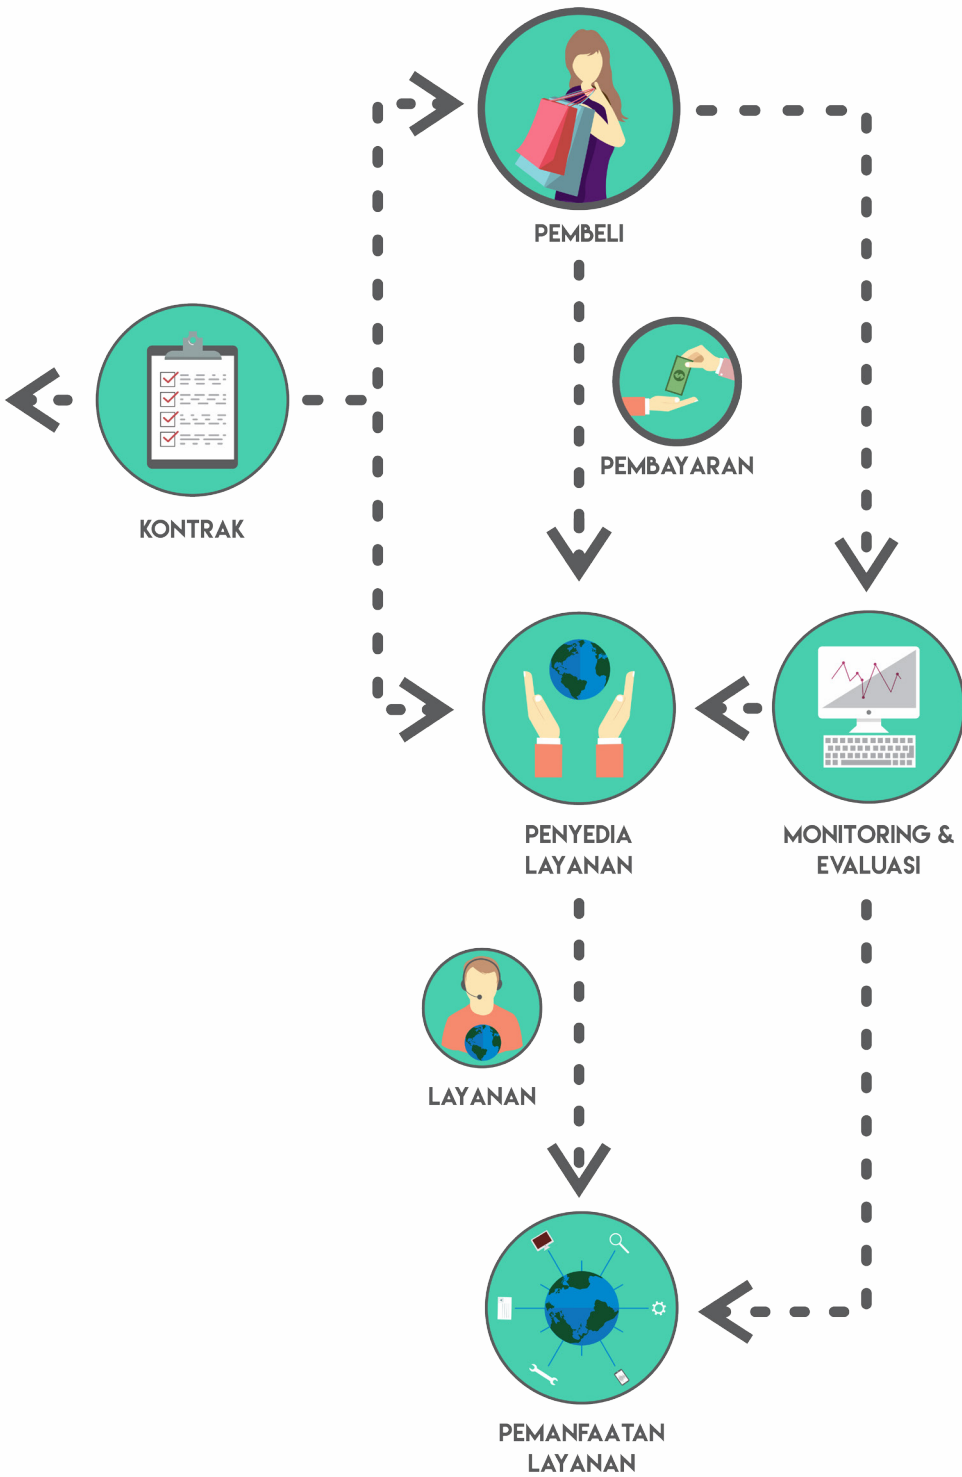 PEMBELI
PEMBAYARAN
KONTRAK
PENYEDIA
LAYANAN
MONITORING &
EVALUASI
LAYANAN
PEMANFAATAN
LAYANAN